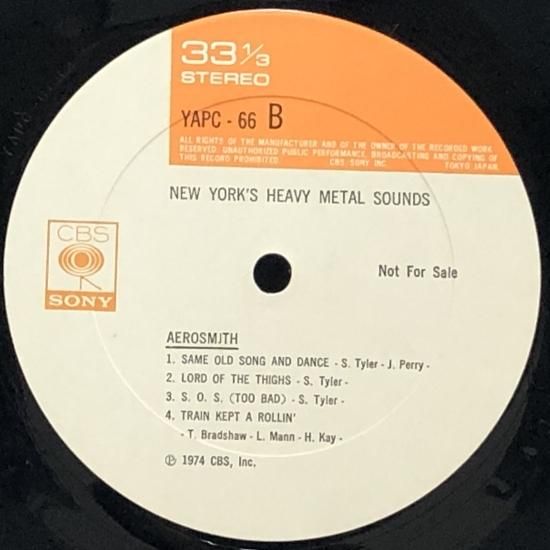 33 1/3
STEREO
YAPC - 66 B
ALL RIGHTS OF THE MANUFACTURER AND OF THE OWNER OF THE RECORDED WORK
RESERVED. UNAUTHORIZED PUBLIC PERFORMANCE, BROADCASTING AND COPYING OF
THIS RECORD PROHIBITED CBS/SONY INC. TOKYO JAPAN.
NEW YORK'S HEAVY METAL SOUNDS
CBS
SONY
Not For Sale
AEROSMITH
1. SAME OLD SONG AND DANCE - S. Tyler - J. Perry -
2. LORD OF THE THIGHS - S. Tyler -
3. S. O. S. (TOO BAD) - S. Tyler -
4. TRAIN KEPT A ROLLIN'
- T. Bradshaw - L. Mann - H. Kay -
℗ 1974 CBS, Inc.